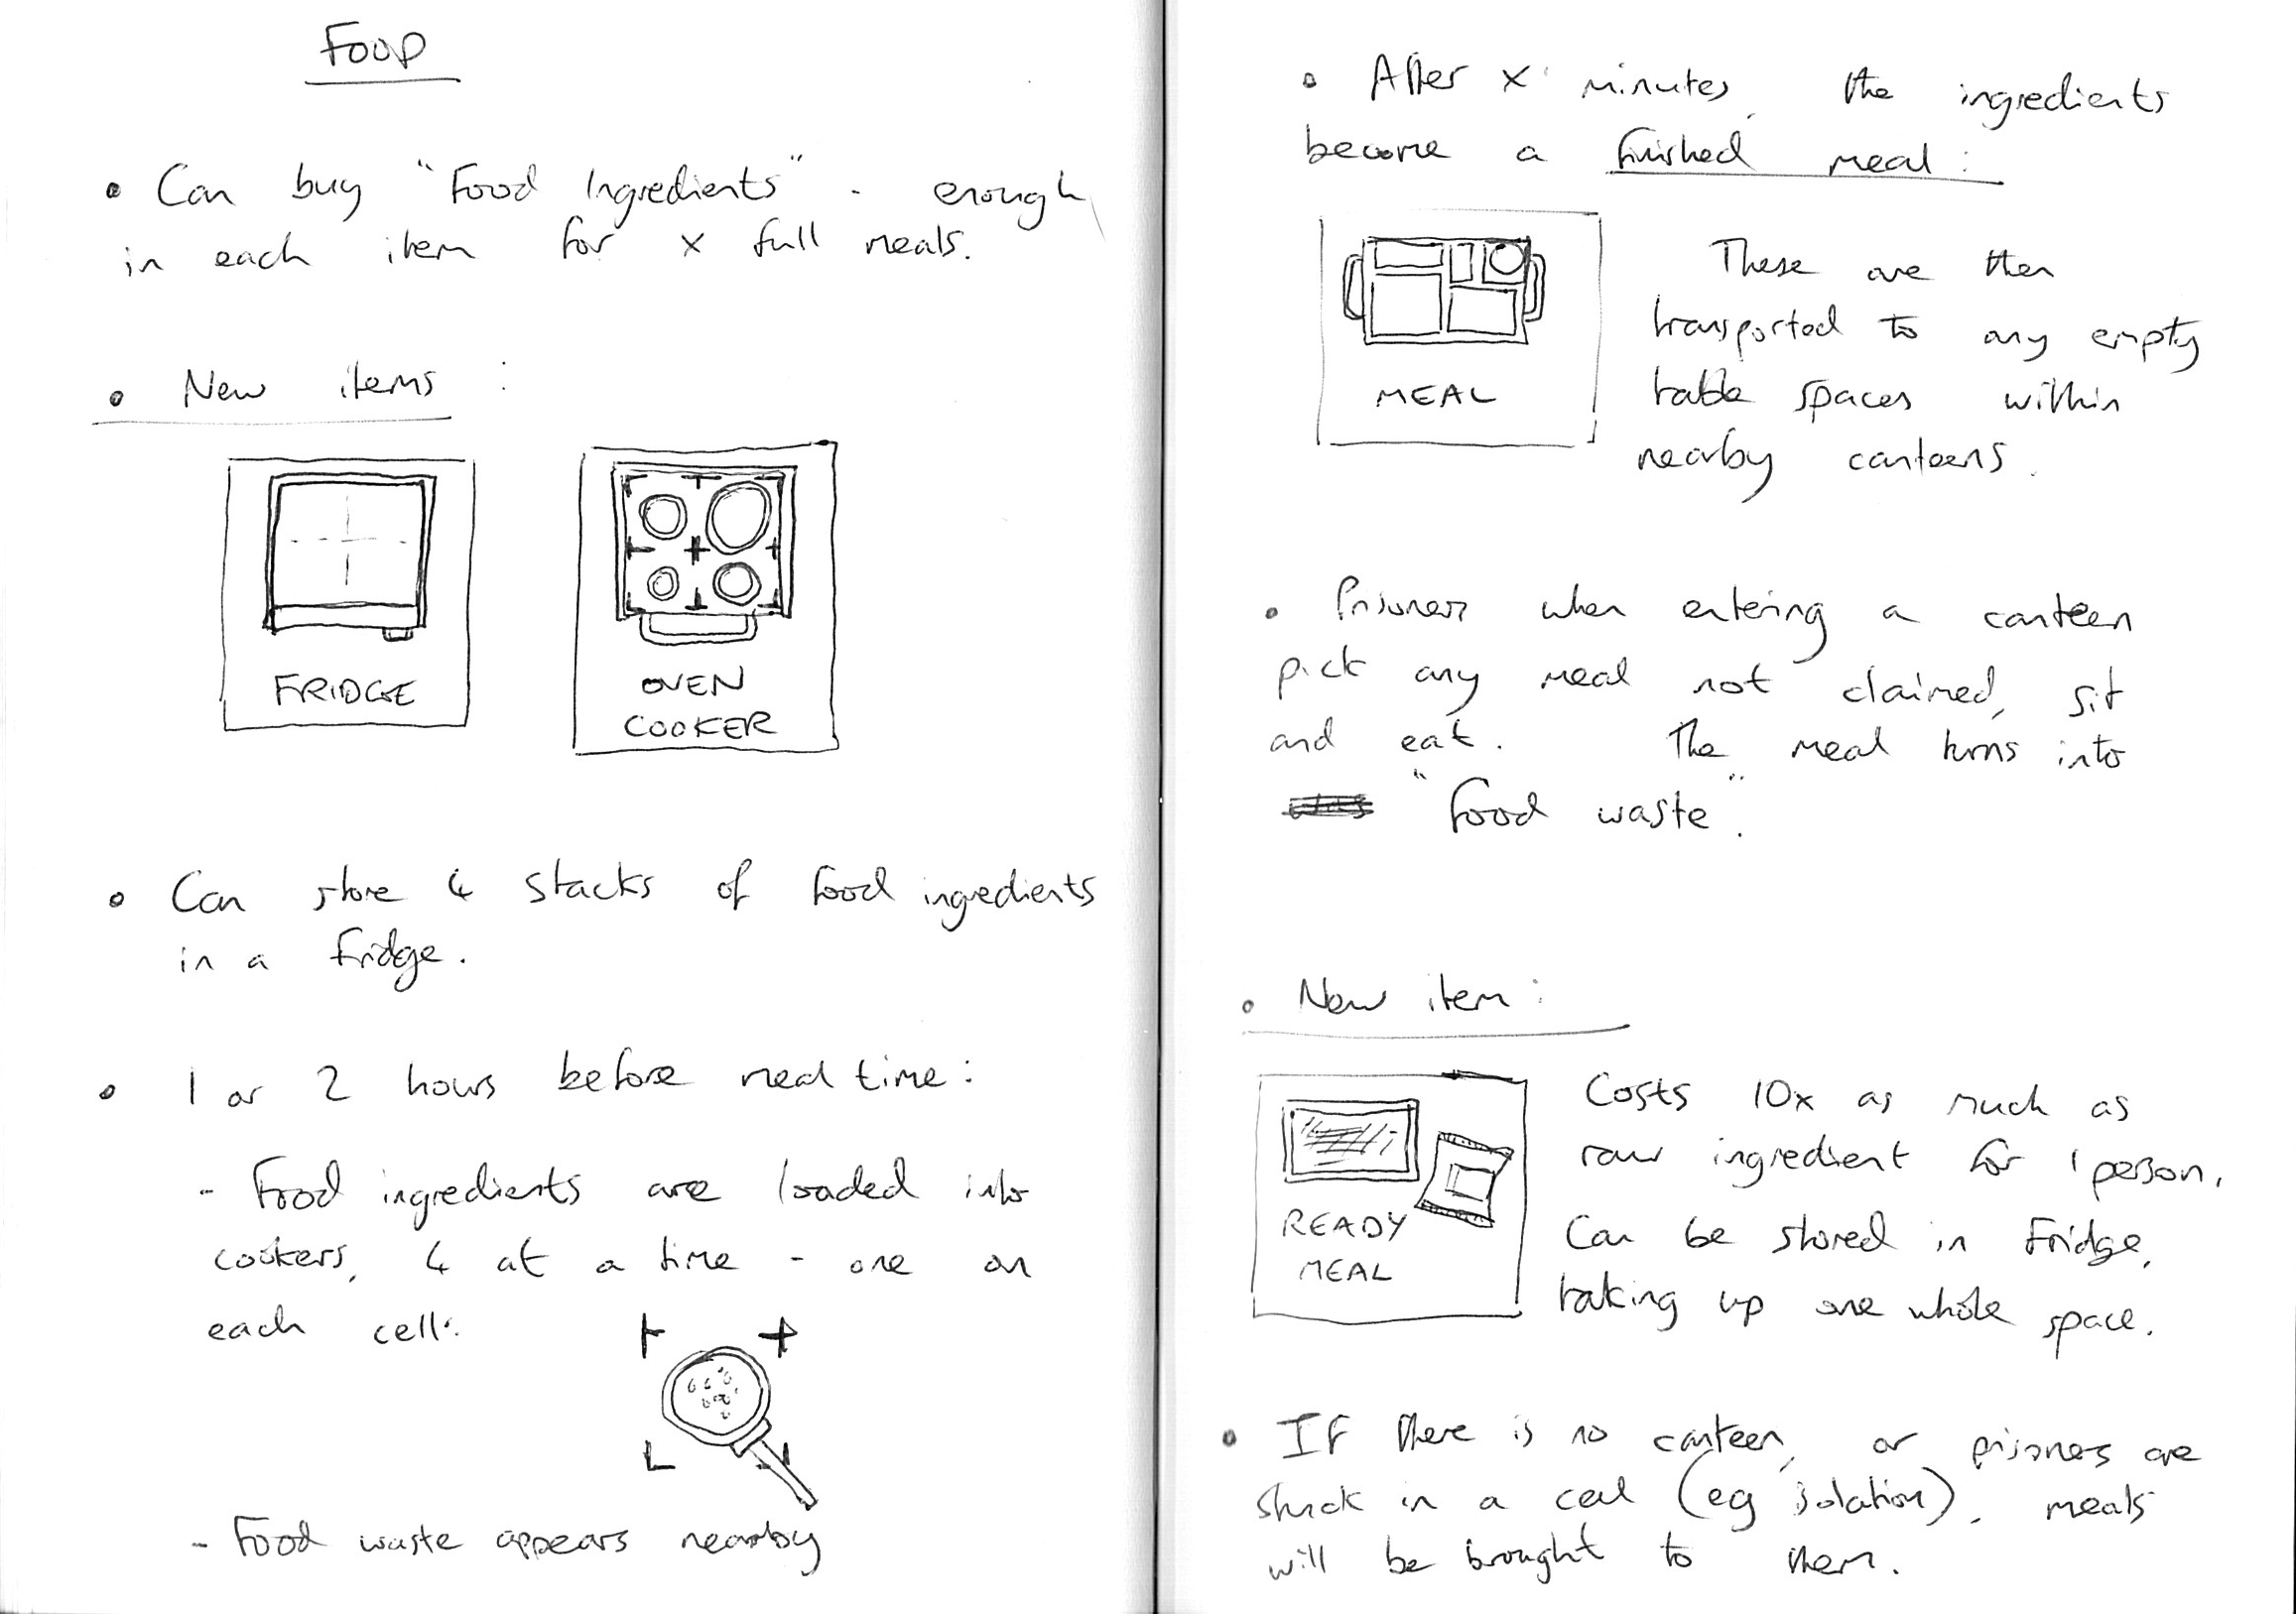 FOOD
• Can buy "Food Ingredients" - enough
in each item for x full meals.
• New items :
FRIDGE
OVEN
COOKER
• Can store 4 stacks of food ingredients
in a fridge.
• 1 or 2 hours before meal time:
- Food ingredients are loaded into
cookers, 4 at a time - one on
each cell:
- Food waste appears nearby
• After x minutes, the ingredients
become a finished meal:
MEAL
These are then
transported to any empty
table spaces within
nearby canteens.
• Prisoners when entering a canteen
pick any meal not claimed, sit
and eat. The meal turns into
"food waste".
• New item:
READY
MEAL
Costs 10x as much as
raw ingredient for 1 person.
Can be stored in Fridge,
taking up one whole space.
• If there is no canteen, or prisoners are
stuck in a cell (eg isolation), meals
will be brought to them.